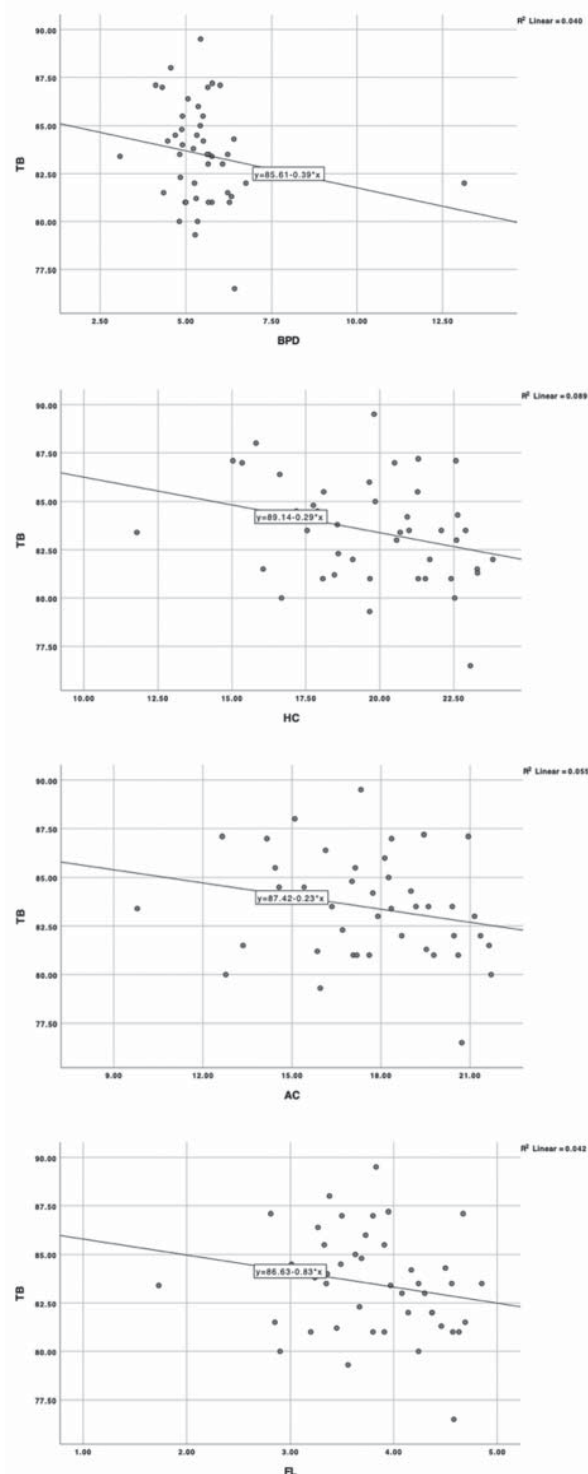 R² Linear = 0.040
90.00
87.50
85.00
82.50
80.00
77.50
TB
y=85.61-0.39*x
2.50 5.00 7.50 10.00 12.50
BPD
R² Linear = 0.089
90.00
87.50
85.00
82.50
80.00
77.50
TB
y=89.14-0.29*x
10.00 12.50 15.00 17.50 20.00 22.50
HC
R² Linear = 0.055
90.00
87.50
85.00
82.50
80.00
77.50
TB
y=87.42-0.23*x
9.00 12.00 15.00 18.00 21.00
AC
R² Linear = 0.042
90.00
87.50
85.00
82.50
80.00
77.50
TB
y=86.63-0.83*x
1.00 2.00 3.00 4.00 5.00
FL